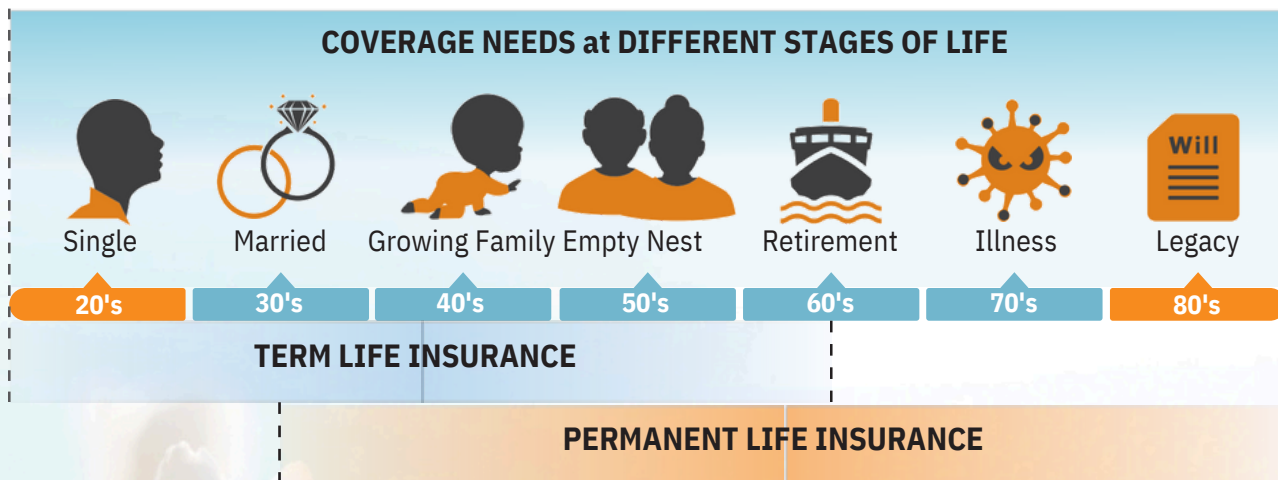 COVERAGE NEEDS at DIFFERENT STAGES OF LIFE
Will
Single Married Growing Family Empty Nest Retirement Illness Legacy
20's 30's 40's 50's 60's 70's 80's
TERM LIFE INSURANCE
PERMANENT LIFE INSURANCE